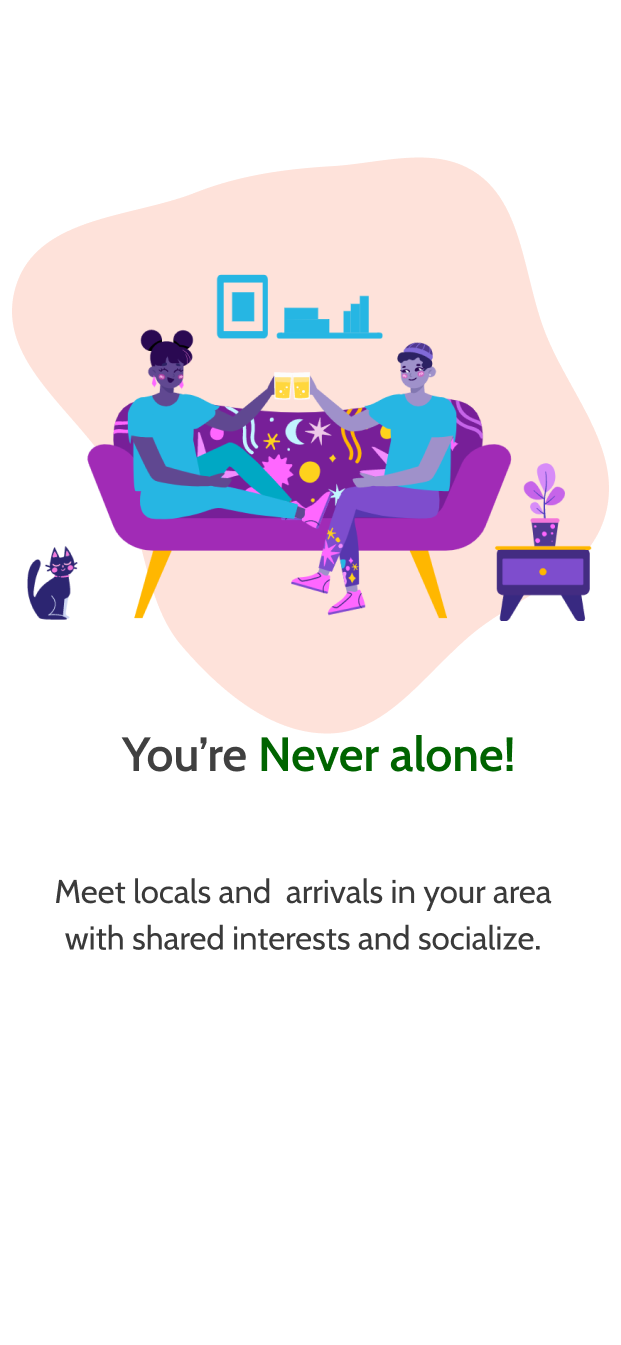 You’re Never alone!
Meet locals and  arrivals in your area
with shared interests and socialize.